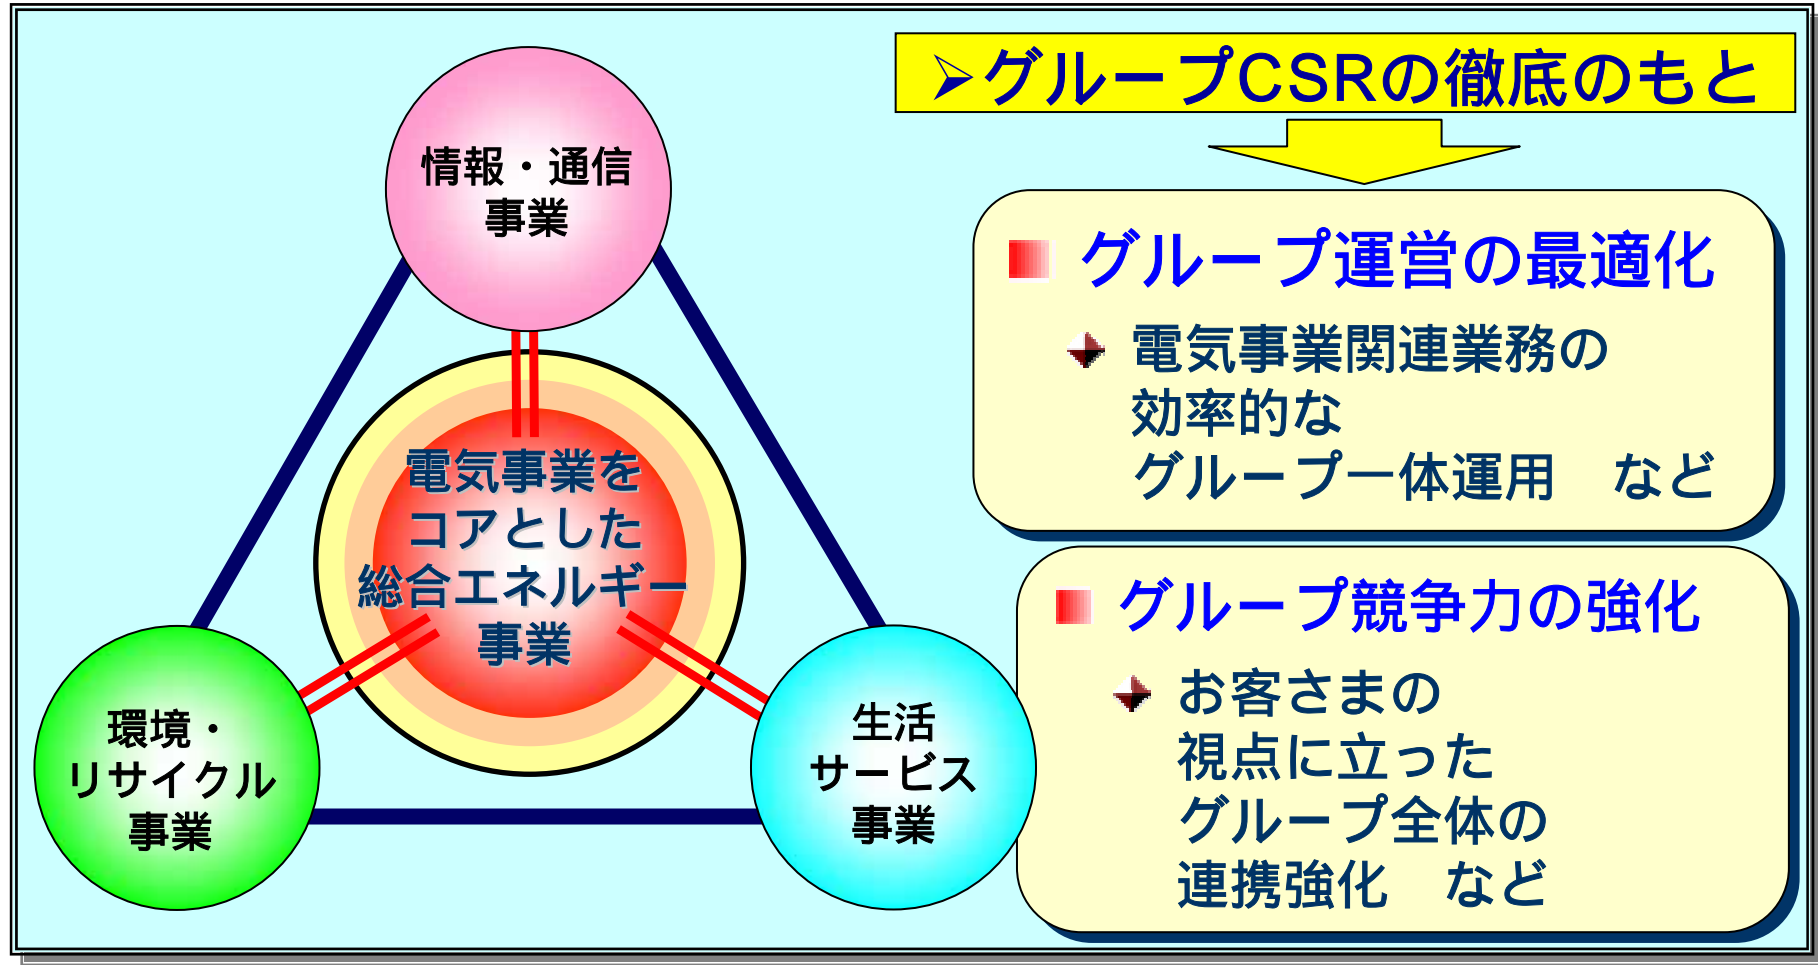 情報・通信
事業
電気事業を
コアとした
総合エネルギー
事業
環境・
リサイクル
事業
生活
サービス
事業
➢グループCSRの徹底のもと
グループ運営の最適化
電気事業関連業務の
効率的な
グループ一体運用　など
グループ競争力の強化
お客さまの
視点に立った
グループ全体の
連携強化　など